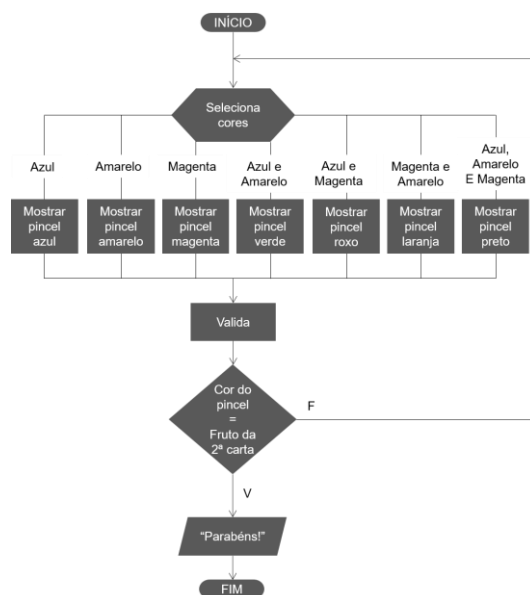 INÍCIO
Seleciona
cores
Azul
Amarelo
Magenta
Azul e
Amarelo
Azul e
Magenta
Magenta e
Amarelo
Azul,
Amarelo
E Magenta
Mostrar
pincel
azul
Mostrar
pincel
amarelo
Mostrar
pincel
magenta
Mostrar
pincel
verde
Mostrar
pincel
roxo
Mostrar
pincel
laranja
Mostrar
pincel
preto
Valida
Cor do
pincel
=
Fruto da
2ª carta
F
V
"Parabéns!"
FIM